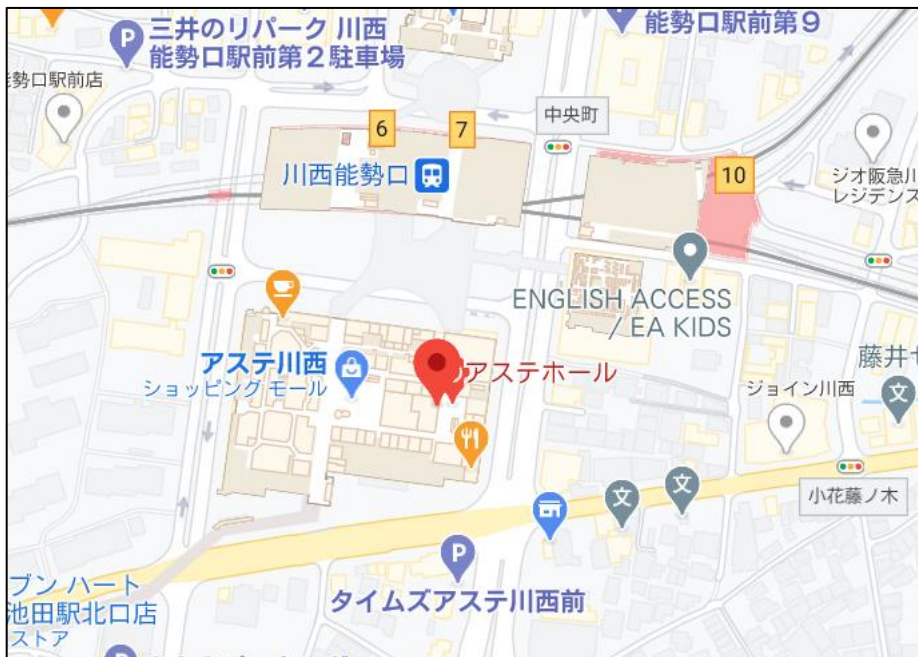 三井のリパーク 川西
能勢口駅前第2駐車場
能勢口駅前第9
能勢口駅前店
中央町
6
7
川西能勢口
10
ジオ阪急川
レジデンス
ENGLISH ACCESS
/ EA KIDS
アステ川西
ショッピング モール
アステホール
藤井セ
ジョイン川西
小花藤ノ木
タイムズアステ川西前
ブン ハート
池田駅北口店
ストア